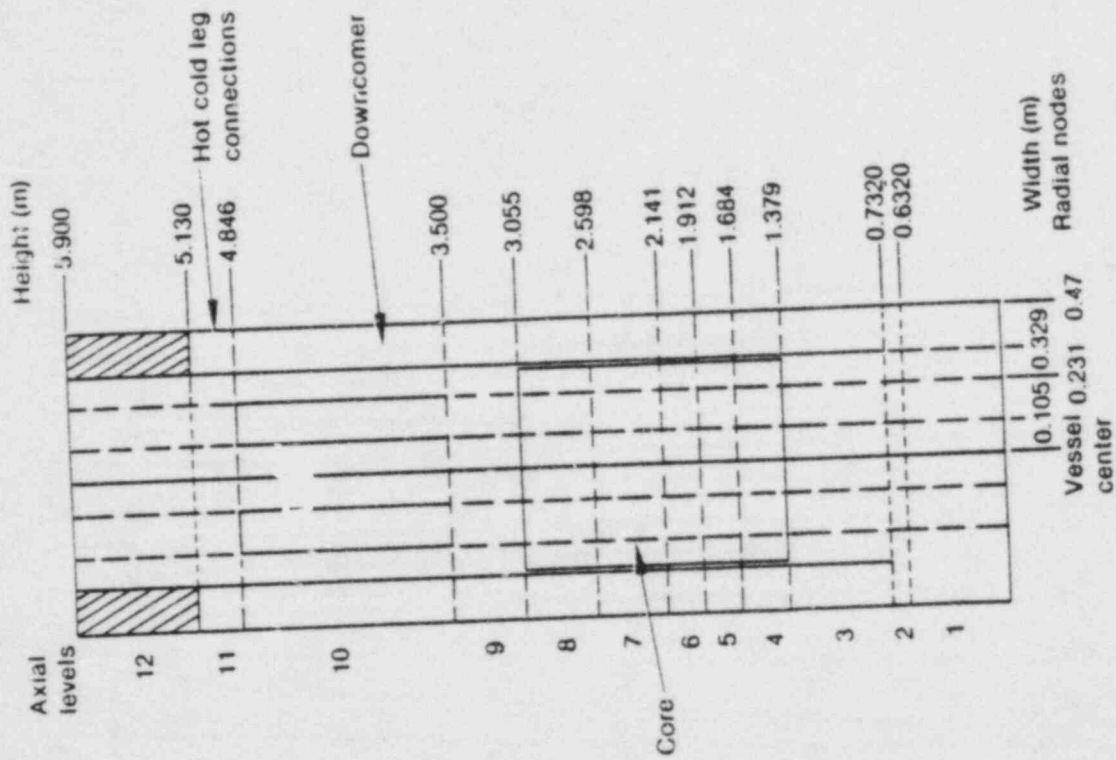 Axial
levels
Height (m)
5.900
Hot cold leg
connections
5.130
4.846
Downcomer
3.500
3.055
2.598
2.141
1.912
1.684
1.379
0.7320
0.6320
12
11
10
9
8
7
6
5
4
3
2
1
Core
0.105 0.329
Vessel 0.231 0.47
center
Width (m)
Radial nodes